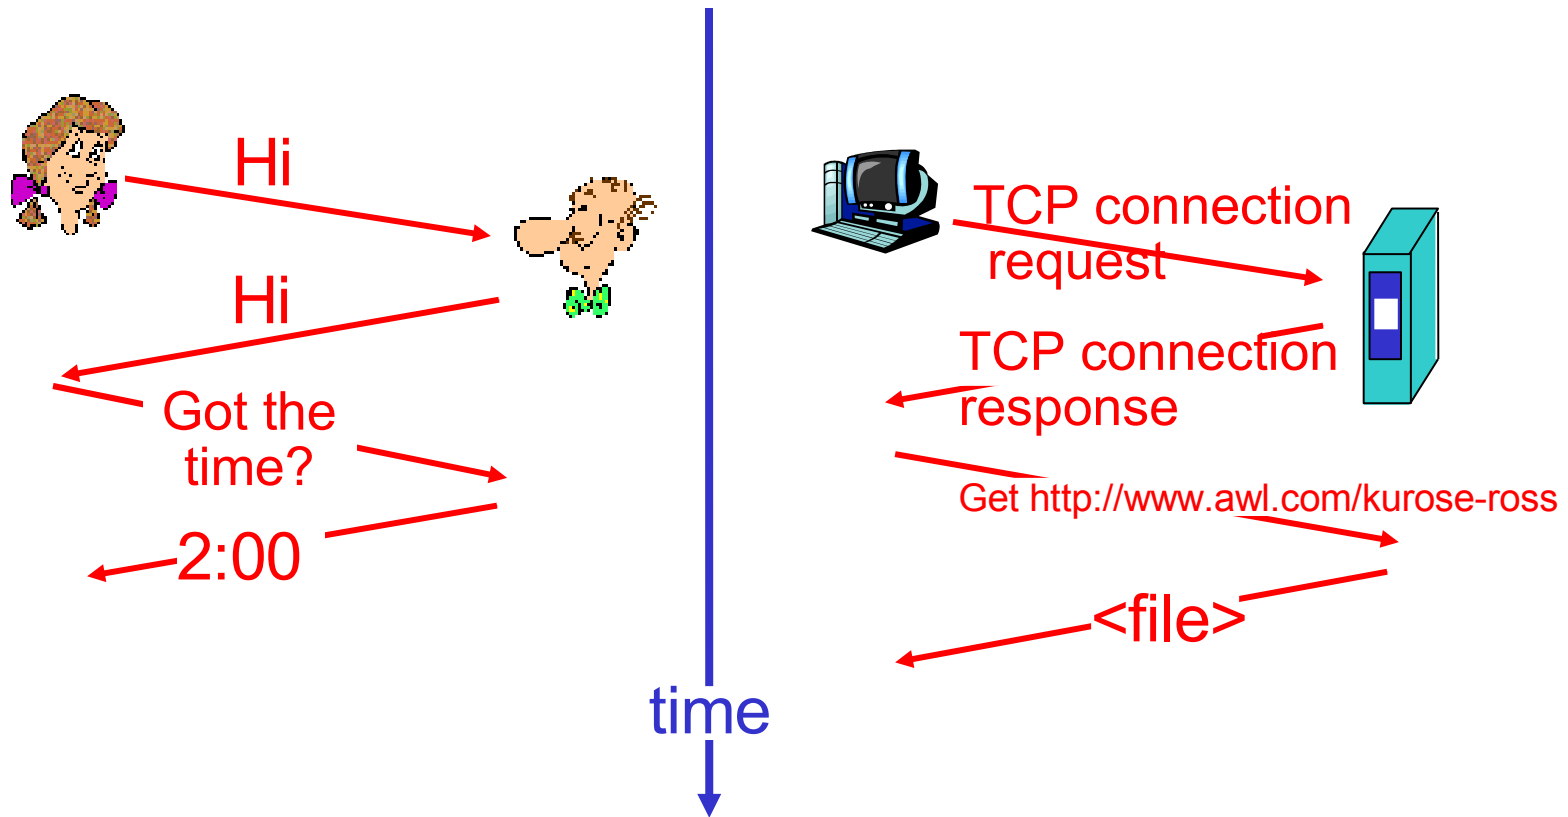 Hi
Hi
Got the
time?
2:00
time
TCP connection
request
TCP connection
response
Get http://www.awl.com/kurose-ross
<file>